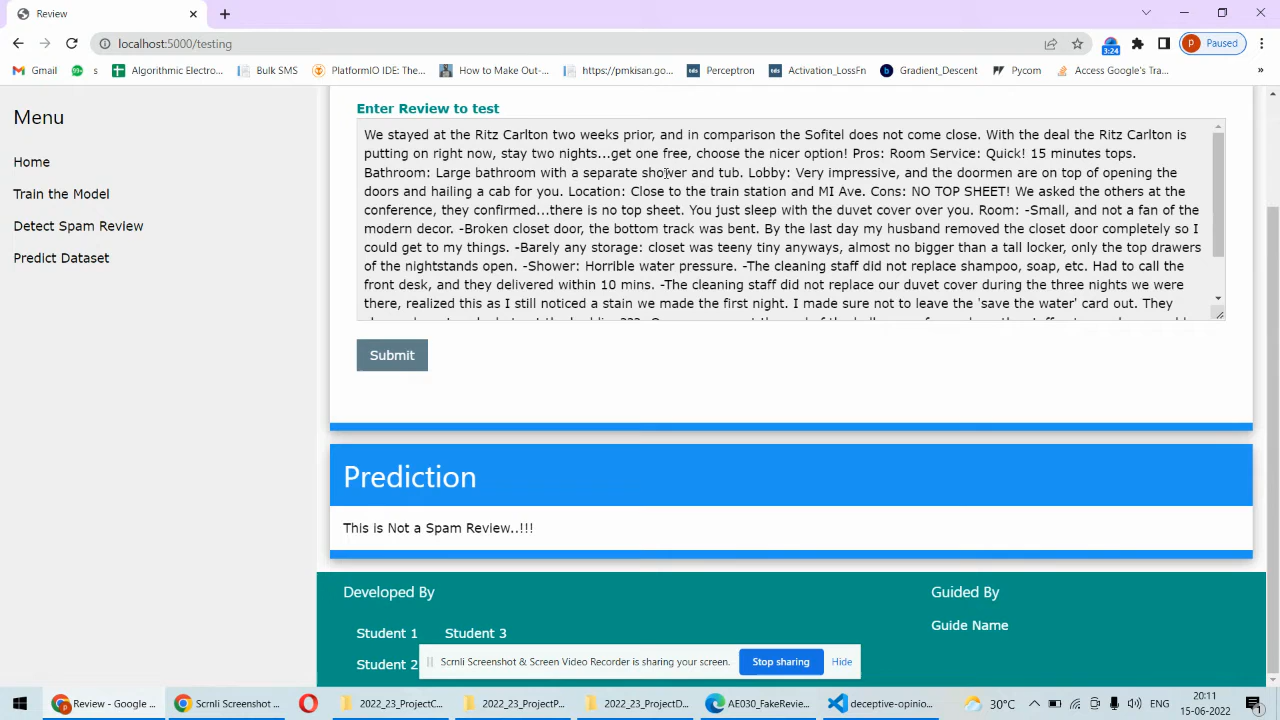 Review
localhost:5000/testing
3:24
P Paused
Gmail
99+ s
Algorithmic Electro...
Bulk SMS
PlatformIO IDE: The...
How to Make Out-...
https://pmkisan.go...
tds Perceptron
tds Activation_LossFn
b Gradient_Descent
Pycom
Access Google's Tra...
»
Menu
Home
Train the Model
Detect Spam Review
Predict Dataset
Enter Review to test
We stayed at the Ritz Carlton two weeks prior, and in comparison the Sofitel does not come close. With the deal the Ritz Carlton is
putting on right now, stay two nights...get one free, choose the nicer option! Pros: Room Service: Quick! 15 minutes tops.
Bathroom: Large bathroom with a separate shower and tub. Lobby: Very impressive, and the doormen are on top of opening the
doors and hailing a cab for you. Location: Close to the train station and MI Ave. Cons: NO TOP SHEET! We asked the others at the
conference, they confirmed...there is no top sheet. You just sleep with the duvet cover over you. Room: -Small, and not a fan of the
modern decor. -Broken closet door, the bottom track was bent. By the last day my husband removed the closet door completely so I
could get to my things. -Barely any storage: closet was teeny tiny anyways, almost no bigger than a tall locker, only the top drawers
of the nightstands open. -Shower: Horrible water pressure. -The cleaning staff did not replace shampoo, soap, etc. Had to call the
front desk, and they delivered within 10 mins. -The cleaning staff did not replace our duvet cover during the three nights we were
there, realized this as I still noticed a stain we made the first night. I made sure not to leave the 'save the water' card out. They
Submit
Prediction
This is Not a Spam Review..!!!
Developed By
Guided By
Student 1 Student 3
Guide Name
Student 2
Scrnli Screenshot & Screen Video Recorder is sharing your screen.
Stop sharing
Hide
Review - Google ...
Scrnli Screenshot ...
2022_23_ProjectC...
2022_23_Project...
2022_23_ProjectD...
AE030_FakeRevie...
deceptive-opinio...
30°C
ENG
20:11
15-06-2022
1